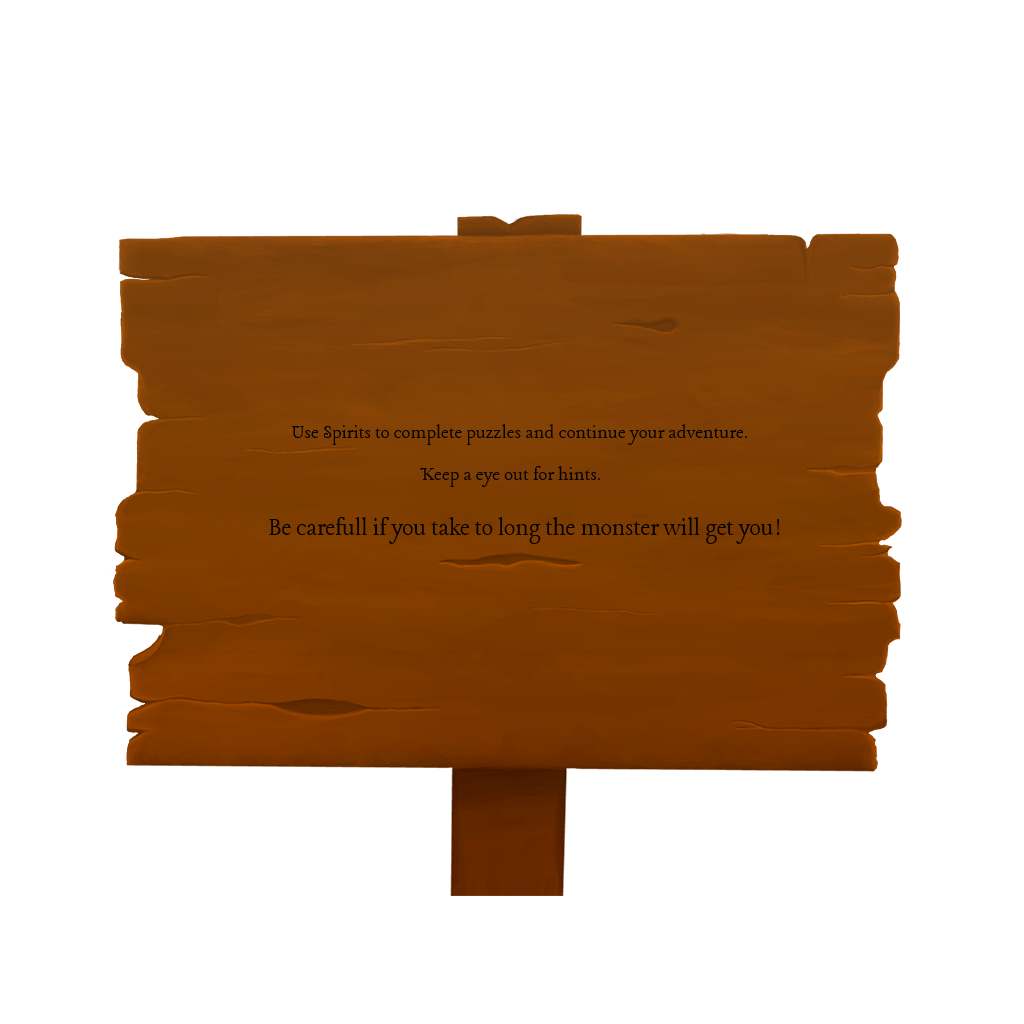 Use Spirits to complete puzzles and continue your adventure.
Keep a eye out for hints.
Be carefull if you take to long the monster will get you!